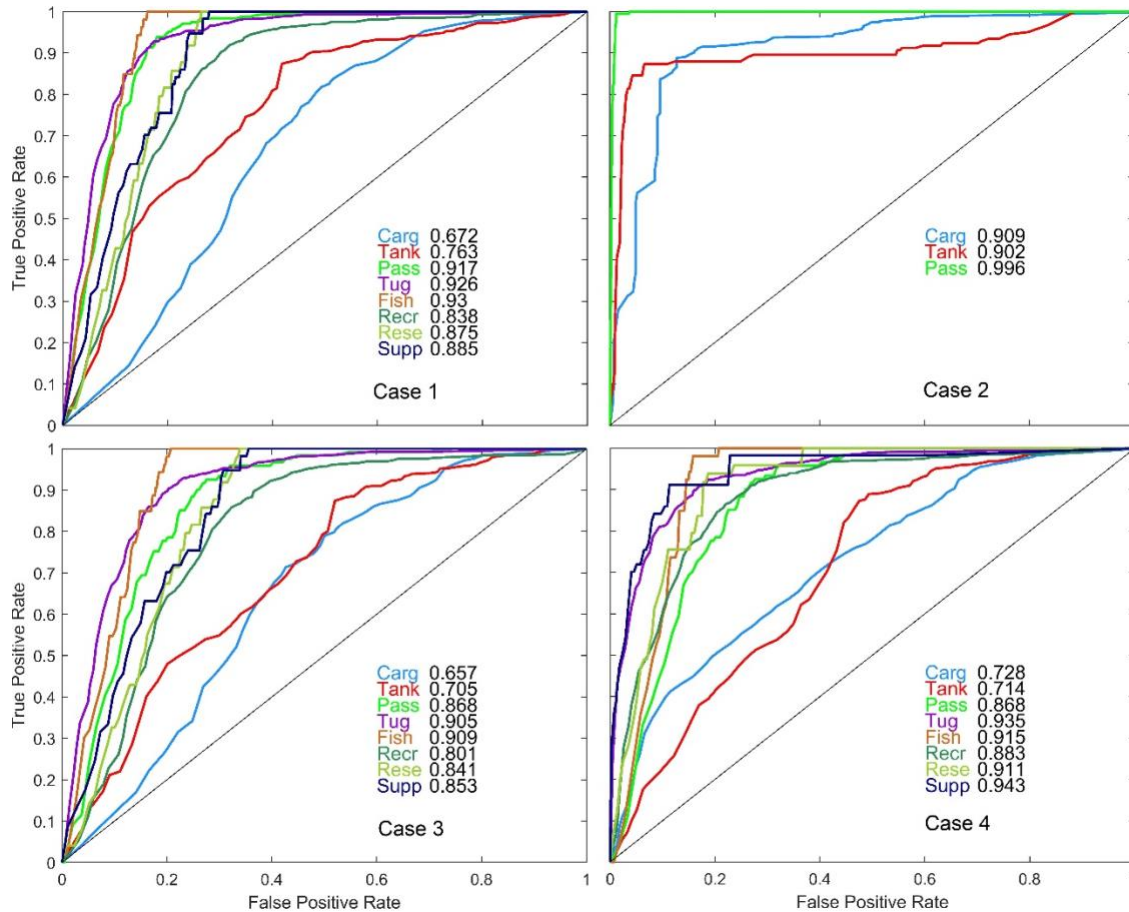 1
0.9
0.8
0.7
0.6
0.5
0.4
0.3
0.2
0.1
0
True Positive Rate
Carg 0.672
Tank 0.763
Pass 0.917
Tug 0.926
Fish 0.93
Recr 0.838
Rese 0.875
Supp 0.885
Case 1
Carg 0.909
Tank 0.902
Pass 0.996
Case 2
1
0.9
0.8
0.7
0.6
0.5
0.4
0.3
0.2
0.1
0
True Positive Rate
Carg 0.657
Tank 0.705
Pass 0.868
Tug 0.905
Fish 0.909
Recr 0.801
Rese 0.841
Supp 0.853
Case 3
0 0.2 0.4 0.6 0.8 1
False Positive Rate
Carg 0.728
Tank 0.714
Pass 0.868
Tug 0.935
Fish 0.915
Recr 0.883
Rese 0.911
Supp 0.943
Case 4
0 0.2 0.4 0.6 0.8
False Positive Rate